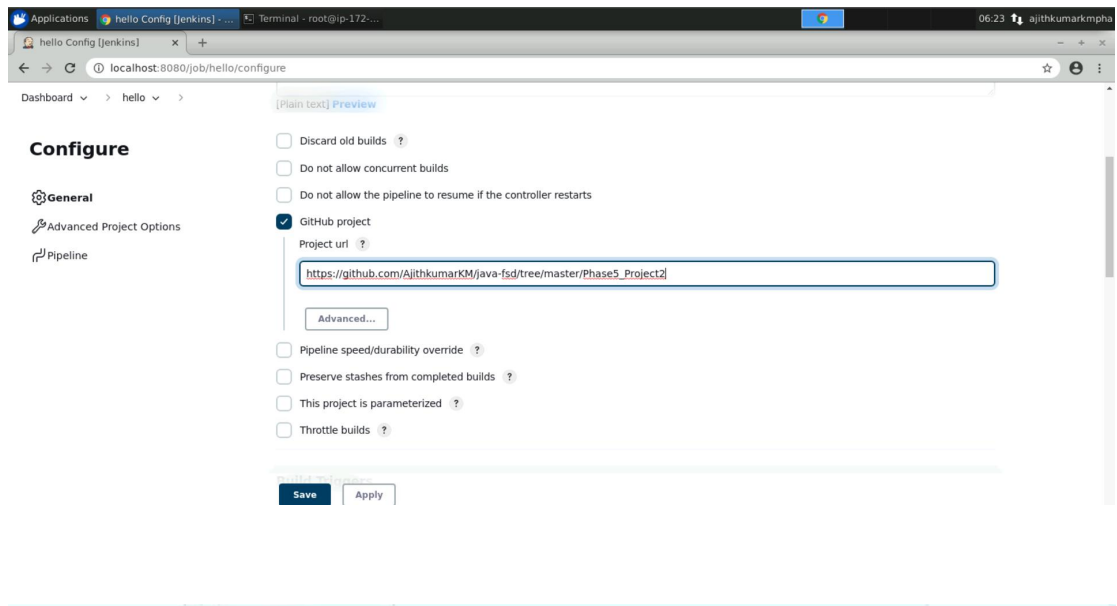 Applications hello Config [Jenkins] - ... Terminal - root@ip-172-... 06:23 ajithkumarkmpha
hello Config [Jenkins] x +
localhost:8080/job/hello/configure
Dashboard > hello >
[Plain text] Preview
Configure
General
Advanced Project Options
Pipeline
Discard old builds ?
Do not allow concurrent builds
Do not allow the pipeline to resume if the controller restarts
GitHub project
Project url ?
https://github.com/AjithkumarKM/java-fsd/tree/master/Phase5_Project2
Advanced...
Pipeline speed/durability override ?
Preserve stashes from completed builds ?
This project is parameterized ?
Throttle builds ?
Build Triggers
Save Apply